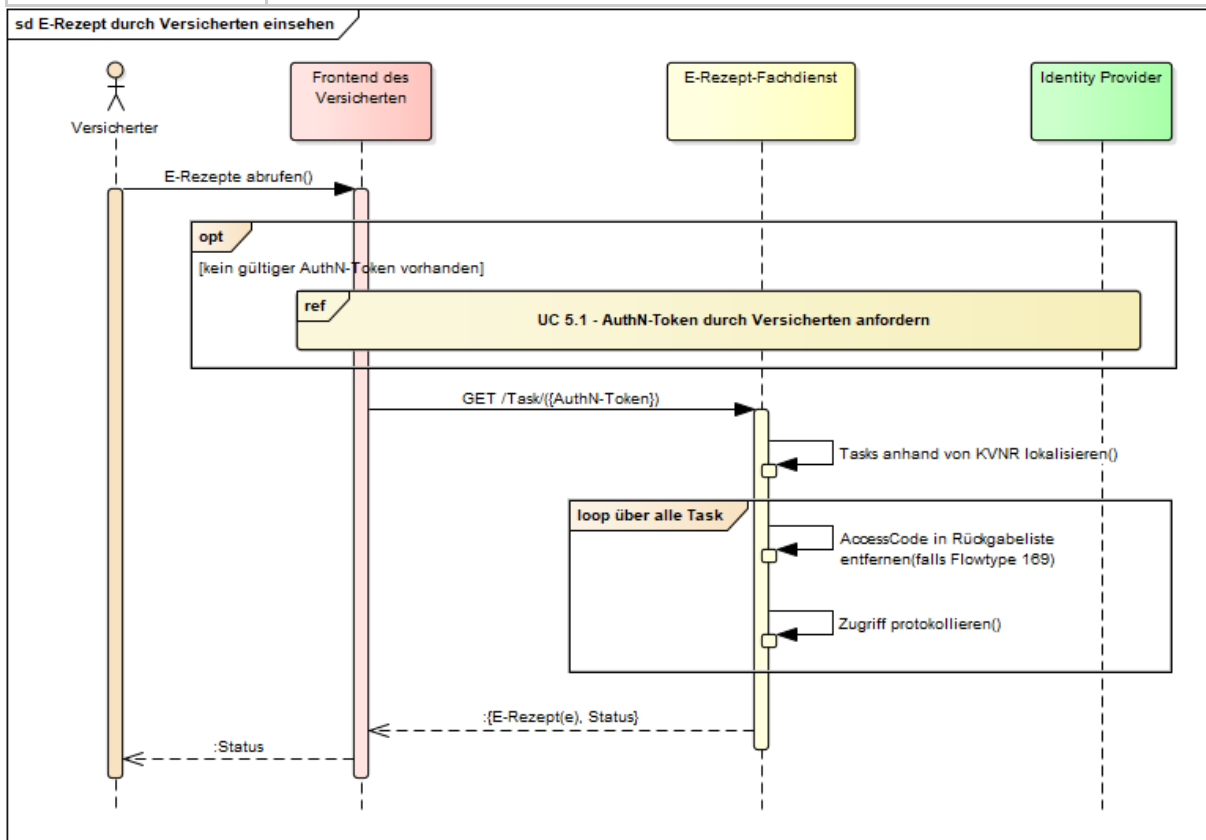 sd E-Rezept durch Versicherten einsehen
Versicherter
Frontend des
Versicherten
E-Rezept-Fachdienst
Identity Provider
E-Rezepte abrufen()
opt
[kein gültiger AuthN-Token vorhanden]
ref
UC 5.1 - AuthN-Token durch Versicherten anfordern
GET /Task/({AuthN-Token})
Tasks anhand von KVNR lokalisieren()
loop über alle Task
AccessCode in Rückgabeliste
entfernen(falls Flowtype 169)
Zugriff protokollieren()
:{E-Rezept(e), Status}
:Status